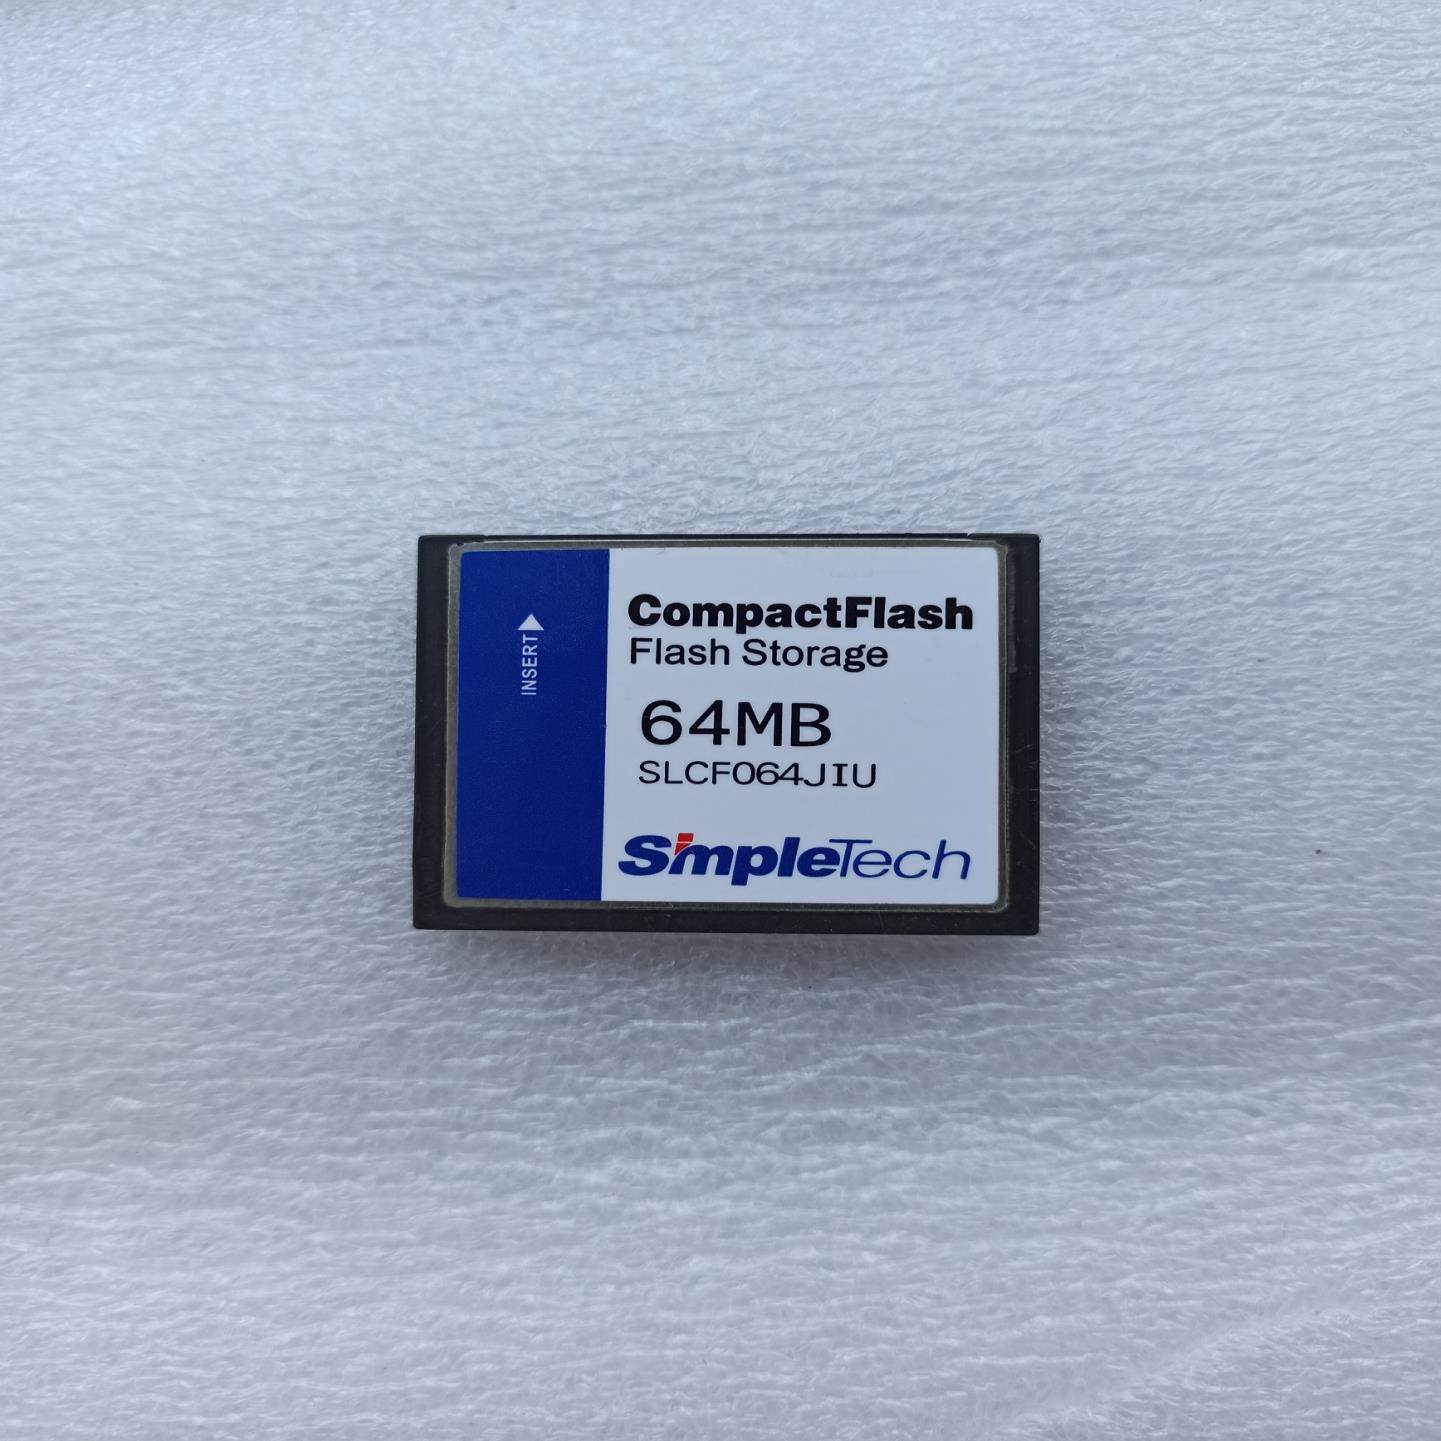 INSERT
CompactFlash
Flash Storage
64MB
SLCF064JIU
SimpleTech